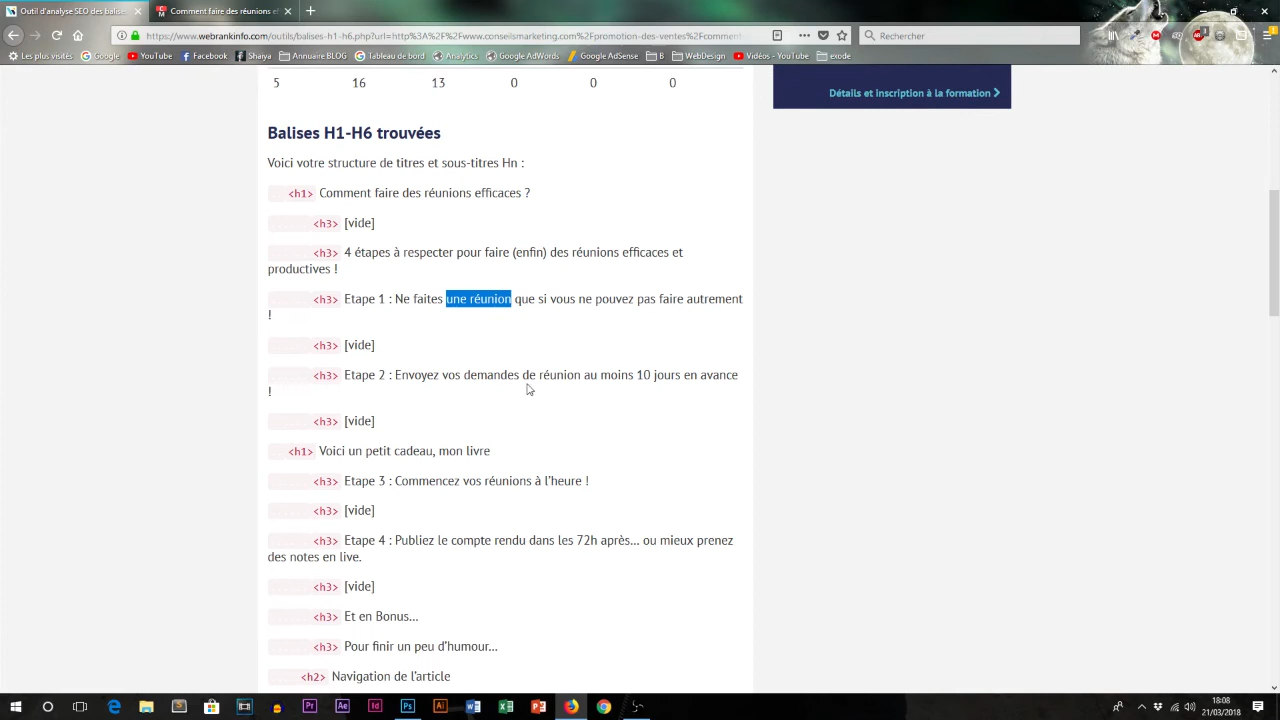 Outil d'analyse SEO des balises
Comment faire des réunions ef
https://www.webrankinfo.com/outils/balises-h1-h6.php?url=http%3A%2F%2Fwww.conseilsmarketing.com%2Fpromotion-des-ventes%2Fcomment
Rechercher
Les plus visités
Google
YouTube
Facebook
Shanya
Annuaire BLOG
Tableau de bord
Analytics
Google AdWords
Google AdSense
B
WebDesign
Vidéos - YouTube
exode
5 16 13 0 0 0
Détails et inscription à la formation
Balises H1-H6 trouvées
Voici votre structure de titres et sous-titres Hn :
<h1> Comment faire des réunions efficaces ?
<h3> [vide]
<h3> 4 étapes à respecter pour faire (enfin) des réunions efficaces et
productives !
<h3> Etape 1 : Ne faites une réunion que si vous ne pouvez pas faire autrement
!
<h3> [vide]
<h3> Etape 2 : Envoyez vos demandes de réunion au moins 10 jours en avance
!
<h3> [vide]
<h1> Voici un petit cadeau, mon livre
<h3> Etape 3 : Commencez vos réunions à l'heure !
<h3> [vide]
<h3> Etape 4 : Publiez le compte rendu dans les 72h après… ou mieux prenez
des notes en live.
<h3> [vide]
<h3> Et en Bonus…
<h3> Pour finir un peu d'humour…
<h2> Navigation de l'article
18:08
21/03/2018